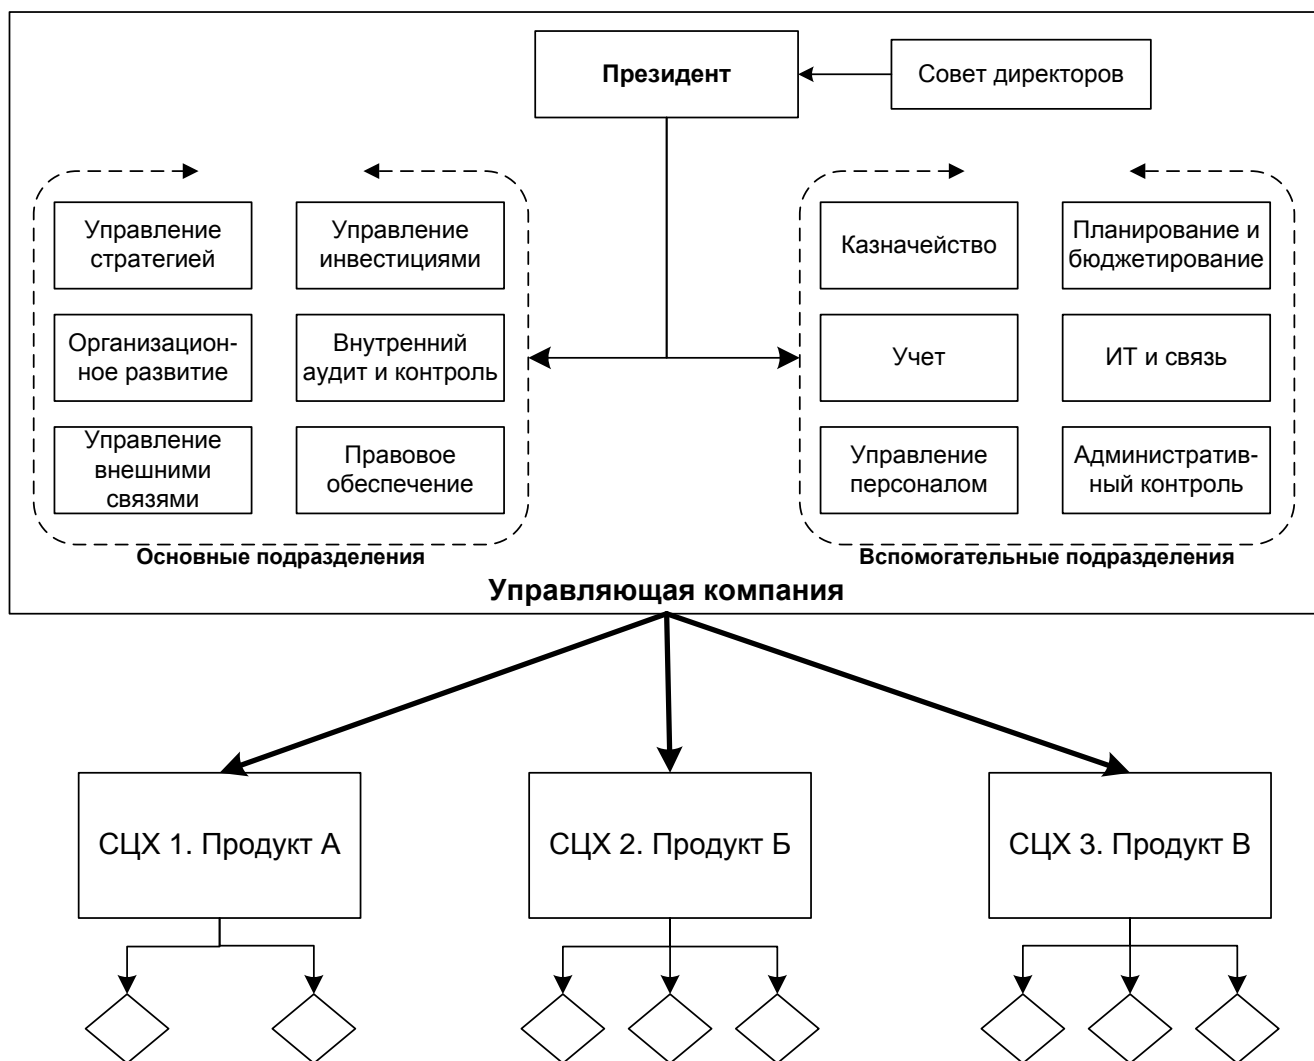 Президент
Совет директоров
Управление
стратегией
Управление
инвестициями
Организацион-
ное развитие
Внутренний
аудит и контроль
Управление
внешними
связями
Правовое
обеспечение
Основные подразделения
Казначейство
Планирование и
бюджетирование
Учет
ИТ и связь
Управление
персоналом
Административ-
ный контроль
Вспомогательные подразделения
Управляющая компания
СЦХ 1. Продукт А
СЦХ 2. Продукт Б
СЦХ 3. Продукт В